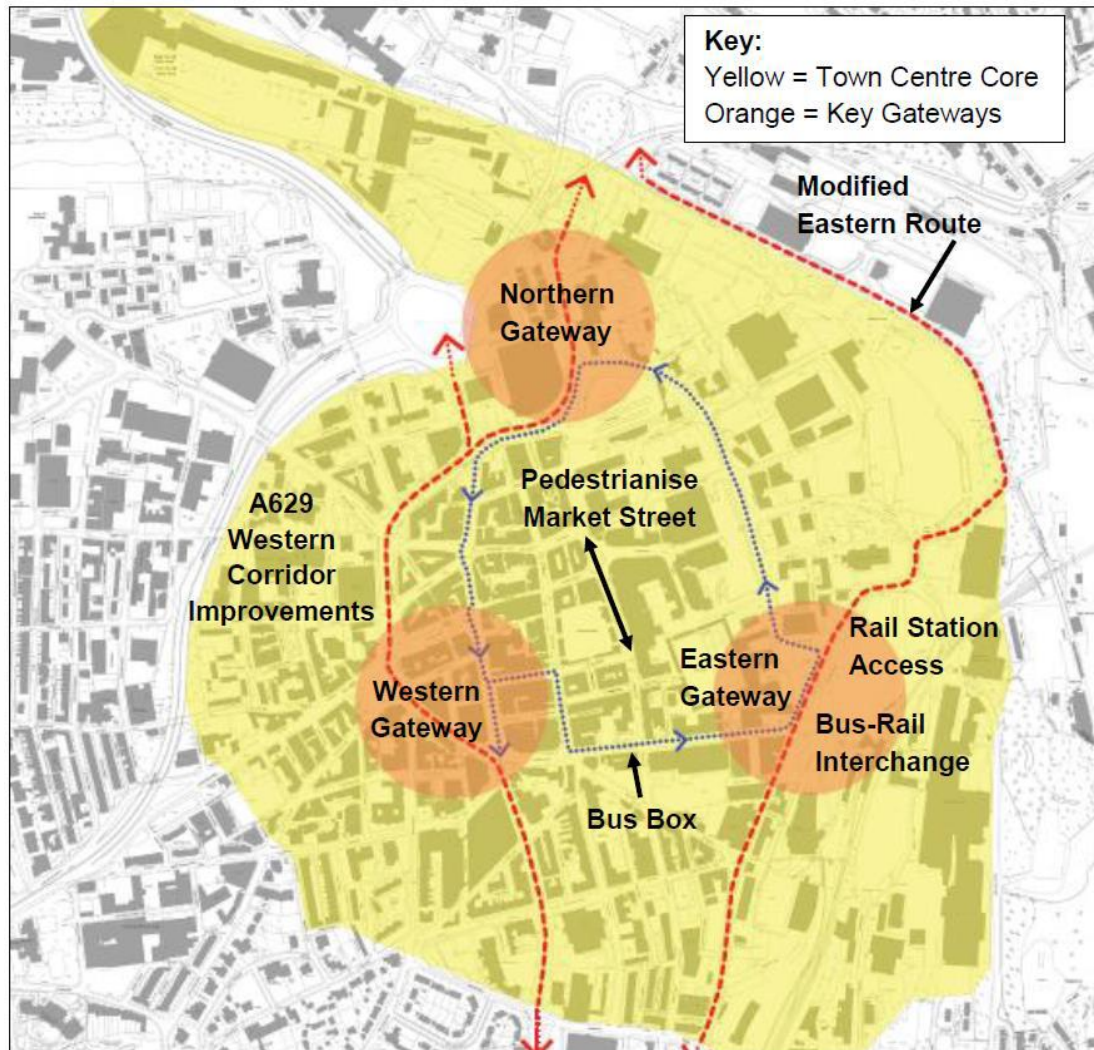 Key:
Yellow = Town Centre Core
Orange = Key Gateways
Modified
Eastern Route
Northern
Gateway
Pedestrianise
Market Street
A629
Western
Corridor
Improvements
Western
Gateway
Eastern
Gateway
Rail Station
Access
Bus-Rail
Interchange
Bus Box